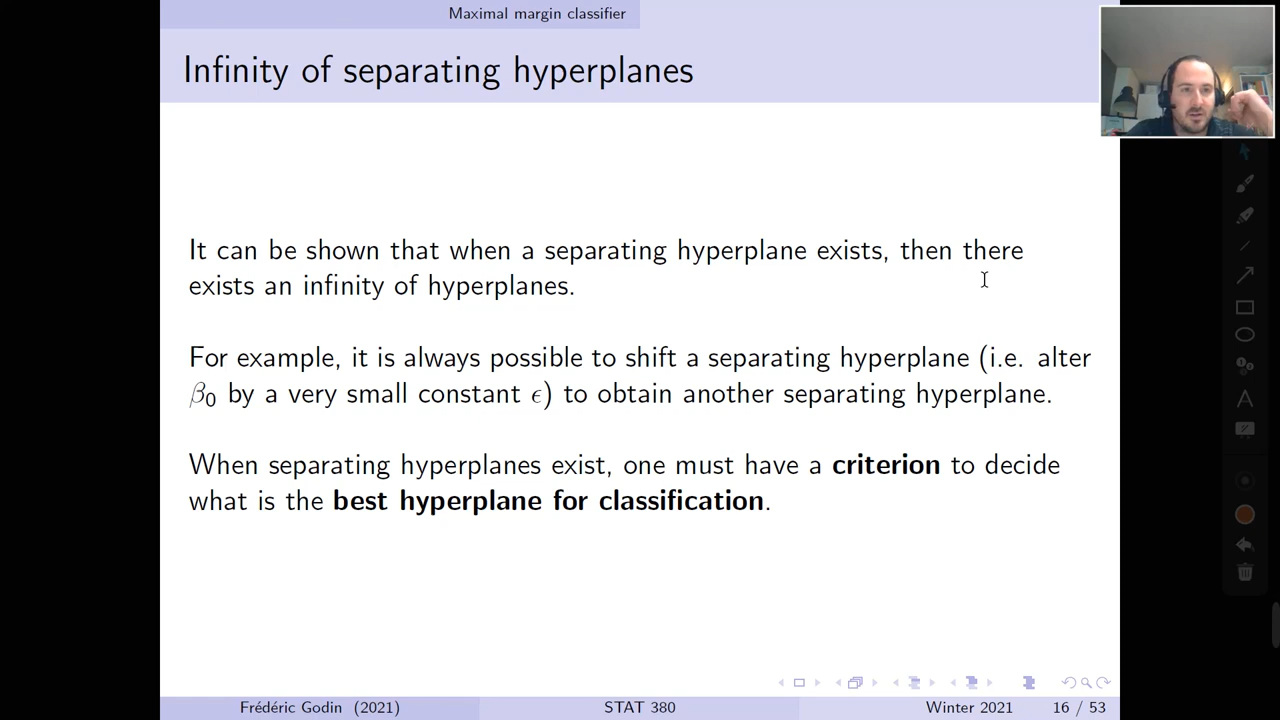 Maximal margin classifier
Infinity of separating hyperplanes
It can be shown that when a separating hyperplane exists, then there
exists an infinity of hyperplanes.
For example, it is always possible to shift a separating hyperplane (i.e. alter
β₀ by a very small constant ϵ) to obtain another separating hyperplane.
When separating hyperplanes exist, one must have a criterion to decide
what is the best hyperplane for classification.
Frédéric Godin (2021) STAT 380 Winter 2021 16 / 53